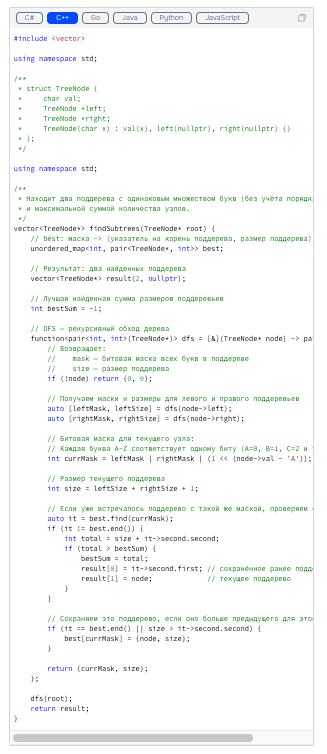 C# C++ Go Java Python JavaScript
#include <vector>
using namespace std;
/**
 * struct TreeNode {
 *     char val;
 *     TreeNode *left;
 *     TreeNode *right;
 *     TreeNode(char x) : val(x), left(nullptr), right(nullptr) {}
 * };
 */
using namespace std;
/**
 * Находит два поддерева с одинаковым множеством букв (без учёта порядк
 * и максимальной суммой количества узлов.
 */
vector<TreeNode*> findSubtrees(TreeNode* root) {
    // best: маска -> (указатель на корень поддерева, размер поддерева)
    unordered_map<int, pair<TreeNode*, int>> best;
    // Результат: два найденных поддерева
    vector<TreeNode*> result(2, nullptr);
    // Лучшая найденная сумма размеров поддеревьев
    int bestSum = -1;
    // DFS — рекурсивный обход дерева
    function<pair<int, int>(TreeNode*)> dfs = [&](TreeNode* node) -> pa
        // Возвращает:
        //    mask — битовая маска всех букв в поддереве
        //    size — размер поддерева
        if (!node) return {0, 0};
        // Получаем маски и размеры для левого и правого поддеревьев
        auto [leftMask, leftSize] = dfs(node->left);
        auto [rightMask, rightSize] = dfs(node->right);
        // Битовая маска для текущего узла:
        // Каждая буква A-Z соответствует одному биту (A=0, B=1, C=2 и
        int currMask = leftMask | rightMask | (1 << (node->val - 'A'));
        // Размер текущего поддерева
        int size = leftSize + rightSize + 1;
        // Если уже встречалось поддерево с такой же маской, проверяем
        auto it = best.find(currMask);
        if (it != best.end()) {
            int total = size + it->second.second;
            if (total > bestSum) {
                bestSum = total;
                result[0] = it->second.first; // сохранённое ранее подд
                result[1] = node;             // текущее поддерево
            }
        }
        // Сохраняем это поддерево, если оно больше предыдущего для это
        if (it == best.end() || size > it->second.second) {
            best[currMask] = {node, size};
        }
        return {currMask, size};
    };
    dfs(root);
    return result;
}